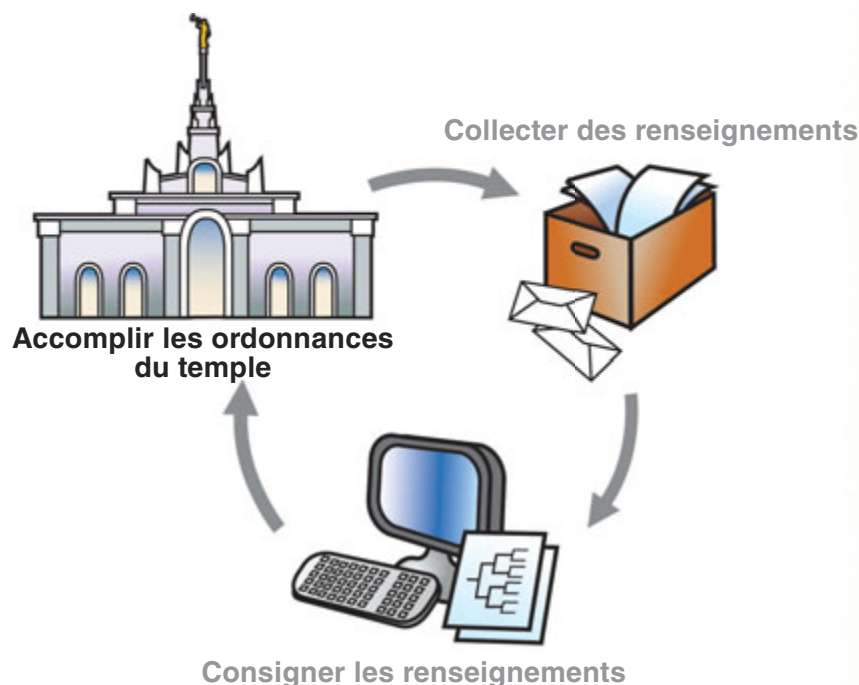 Collecter des renseignements
Accomplir les ordonnances
du temple
Consigner les renseignements